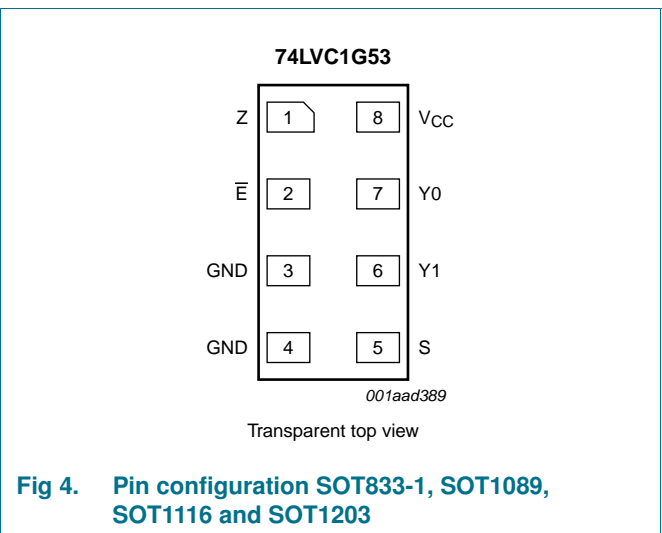 74LVC1G53
Z 1 8 VCC
E̅ 2 7 Y0
GND 3 6 Y1
GND 4 5 S
001aad389
Transparent top view
Fig 4. Pin configuration SOT833-1, SOT1089,
SOT1116 and SOT1203